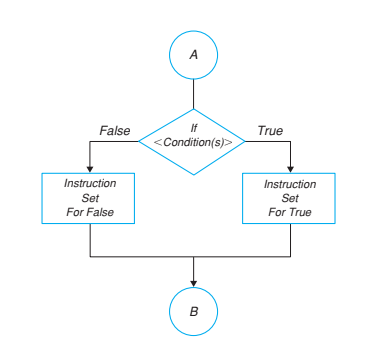 A
If
<Condition(s)>
False
True
Instruction
Set
For False
Instruction
Set
For True
B